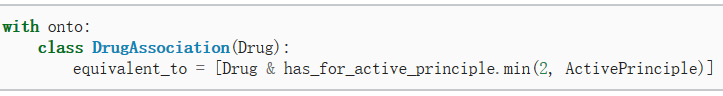 with onto:
    class DrugAssociation(Drug):
        equivalent_to = [Drug & has_for_active_principle.min(2, ActivePrinciple)]